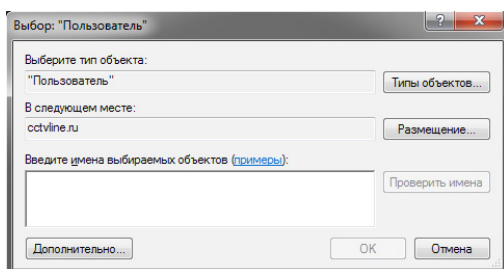 Выбор: "Пользователь"
Выберите тип объекта:
"Пользователь"
Типы объектов...
В следующем месте:
cctvline.ru
Размещение...
Введите имена выбираемых объектов (примеры):
Проверить имена
Дополнительно...
ОК
Отмена